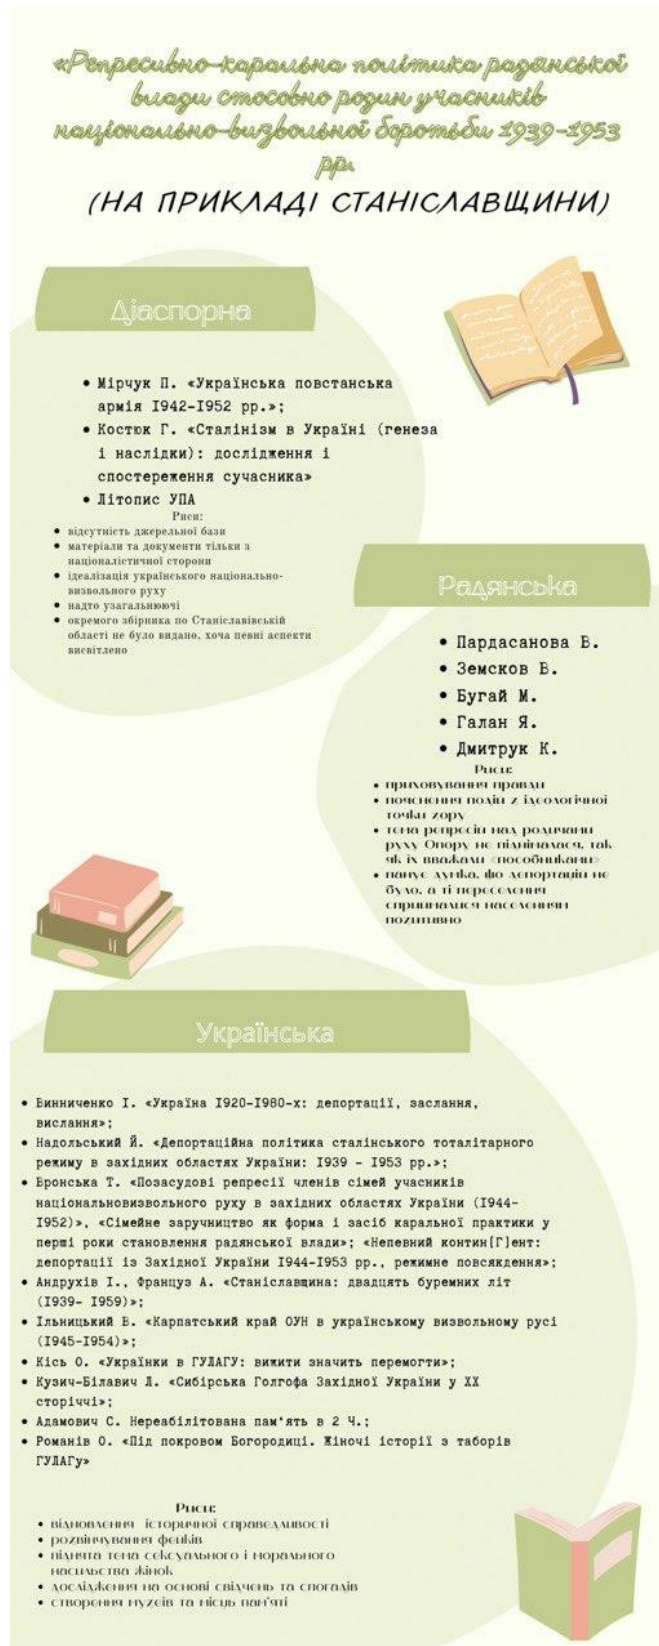 «Репресивно-каральна політика радянської
влади стосовно родин учасників
національно-визвольної боротьби 1939-1953
рр.
(НА ПРИКЛАДІ СТАНІСЛАВЩИНИ)
Діаспорна
• Мірчук П. «Українська повстанська
армія 1942-1952 рр.»;
• Костюк Г. «Сталінізм в Україні (генеза
і наслідки): дослідження і
спостереження сучасника»
• Літопис УПА
Риси:
• відсутність джерельної бази
• матеріали та документи тільки з
націоналістичної сторони
• ідеалізація українського національно-
визвольного руху
• надто узагальнюючі
• окремого збірника по Станіславівській
області не було видано, хоча певні аспекти
висвітлено
Радянська
• Пардасанова В.
• Земсков В.
• Бугай М.
• Галан Я.
• Дмитрук К.
Риси:
• приховування правди
• пояснення подій з ідеологічної
точки зору
• тема репресій над родичами
руху Опору не піднімалася, так
як їх вважали «пособниками»
• панує думка, що депортацій не
було, а ті переселення
сприималися населенням
позитивно
Українська
• Винниченко І. «Україна 1920-1980-х: депортації, заслання,
вислання»;
• Надольський Й. «Депортаційна політика сталінського тоталітарного
режиму в західних областях України: 1939 - 1953 рр.»;
• Вронська Т. «Позасудові репресії членів сімей учасників
національновизвольного руху в західних областях України (1944-
1952)», «Сімейне заручництво як форма і засіб каральної практики у
перші роки становлення радянської влади»; «Непевний контин[Г]ент:
депортації із Західної України 1944-1953 рр., режимне повсякдення»;
• Андрухів І., Француз А. «Станіславщина: двадцять буремних літ
(1939- 1959)»;
• Ільницький В. «Карпатський край ОУН в українському визвольному русі
(1945-1954)»;
• Кісь О. «Українки в ГУЛАГУ: вижити значить перемогти»;
• Кузич-Білавич Л. «Сибірська Голгофа Західної України у ХХ
сторіччі»;
• Адамович С. Нереабілітована пам'ять в 2 Ч.;
• Романів О. «Під покровом Богородиці. Жіночі історії з таборів
ГУЛАГу»
Риси:
• відновлення історичної справедливості
• розвінчування фейків
• піднята тема сексуального і морального
насильства жінок
• дослідження на основі свідчень та спогадів
• створення музеїв та місць пам'яті